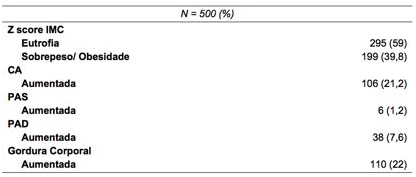 N = 500 (%)
Z score IMC
Eutrofia 295 (59)
Sobrepeso/ Obesidade 199 (39,8)
CA
Aumentada 106 (21,2)
PAS
Aumentada 6 (1,2)
PAD
Aumentada 38 (7,6)
Gordura Corporal
Aumentada 110 (22)